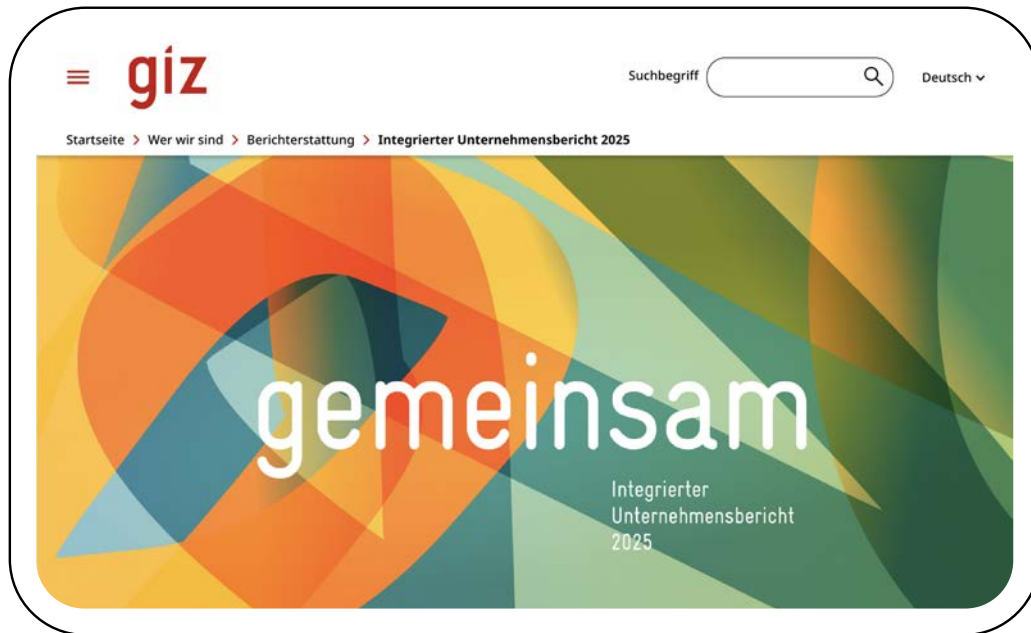 giz
Suchbegriff
Deutsch
Startseite > Wer wir sind > Berichterstattung > Integrierter Unternehmensbericht 2025
gemeinsam
Integrierter
Unternehmensbericht
2025